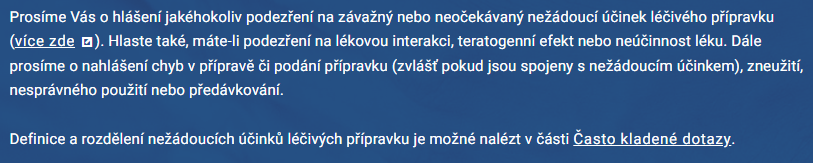 Prosíme Vás o hlášení jakéhokoliv podezření na závažný nebo neočekávaný nežádoucí účinek léčivého přípravku
(více zde). Hlaste také, máte-li podezření na lékovou interakci, teratogenní efekt nebo neúčinnost léku. Dále
prosíme o nahlášení chyb v přípravě či podání přípravku (zvlášť pokud jsou spojeny s nežádoucím účinkem), zneužití,
nesprávného použití nebo předávkování.
Definice a rozdělení nežádoucích účinků léčivých přípravku je možné nalézt v části Často kladené dotazy.